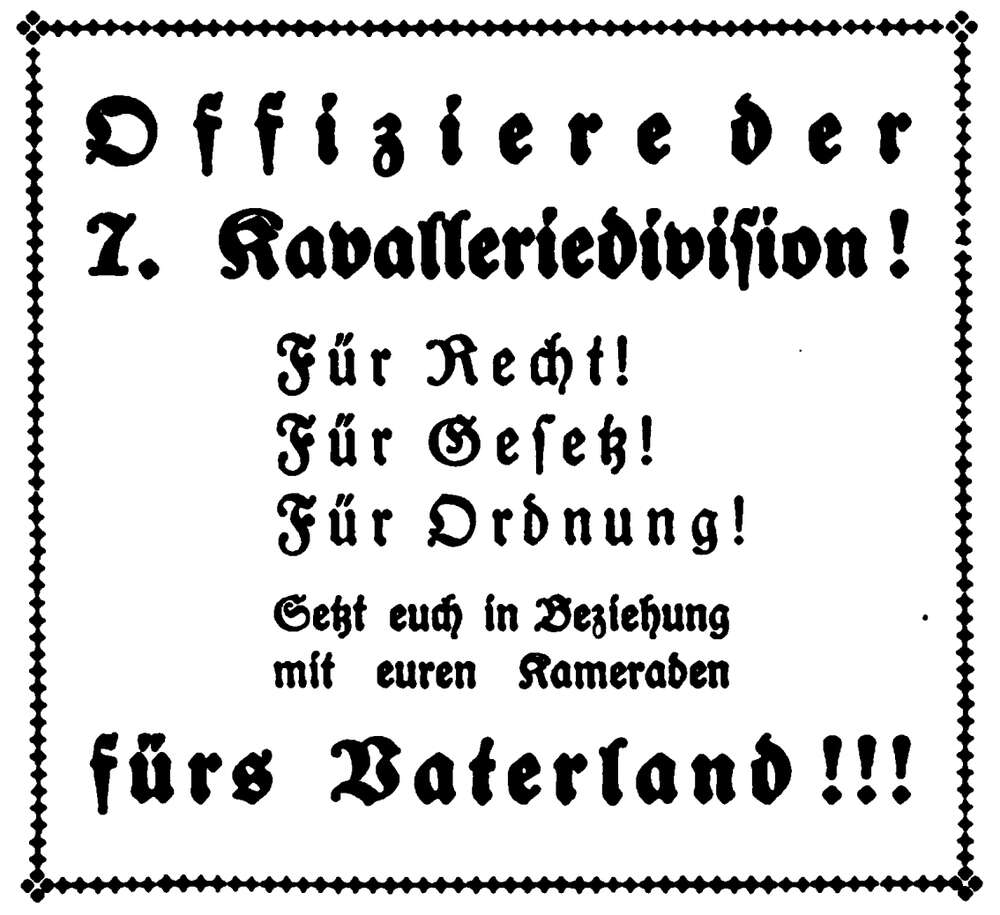 Offiziere der
7. Kavalleriedivision!
Für Recht!
Für Geſetz!
Für Ordnung!
Setzt euch in Beziehung
mit euren Kameraden
fürs Vaterland!!!